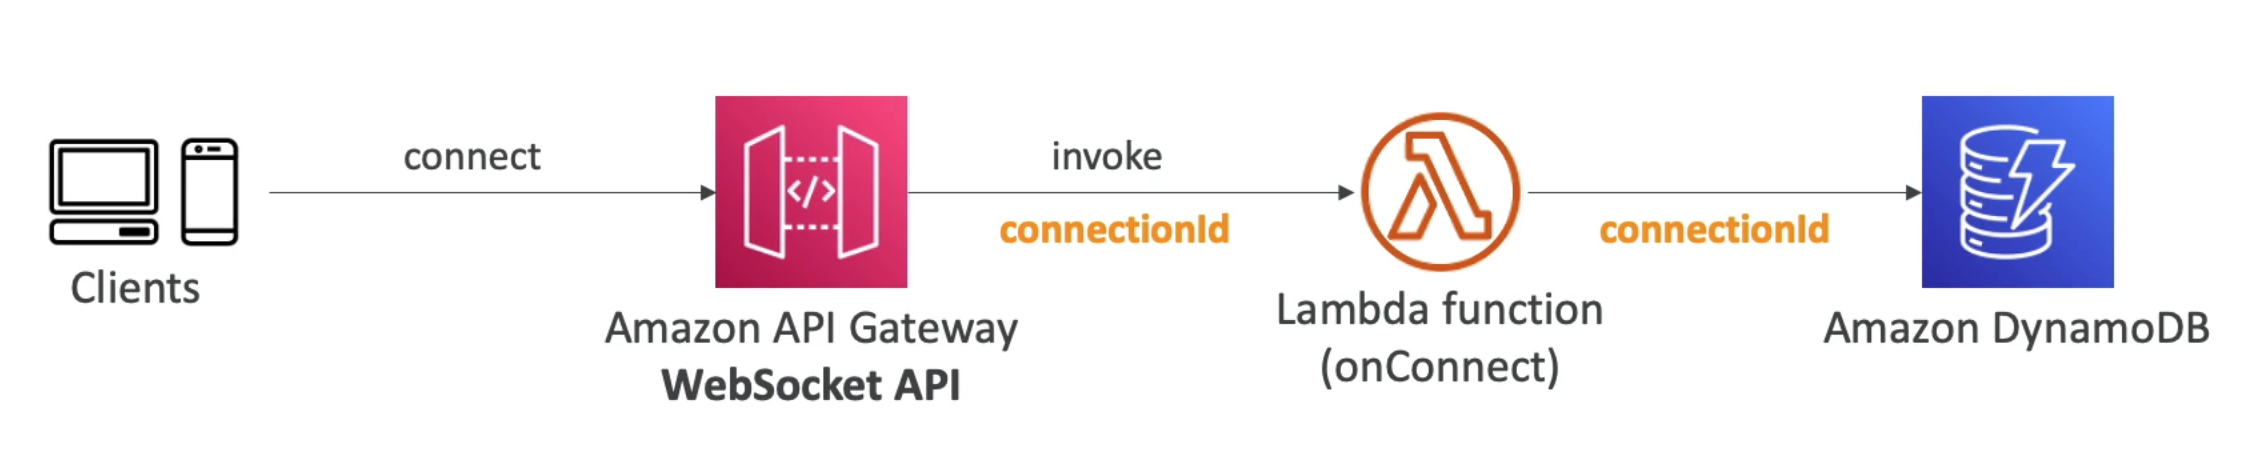 connect
invoke
</>
connectionId
connectionId
Clients
Amazon API Gateway
WebSocket API
Lambda function
(onConnect)
Amazon DynamoDB